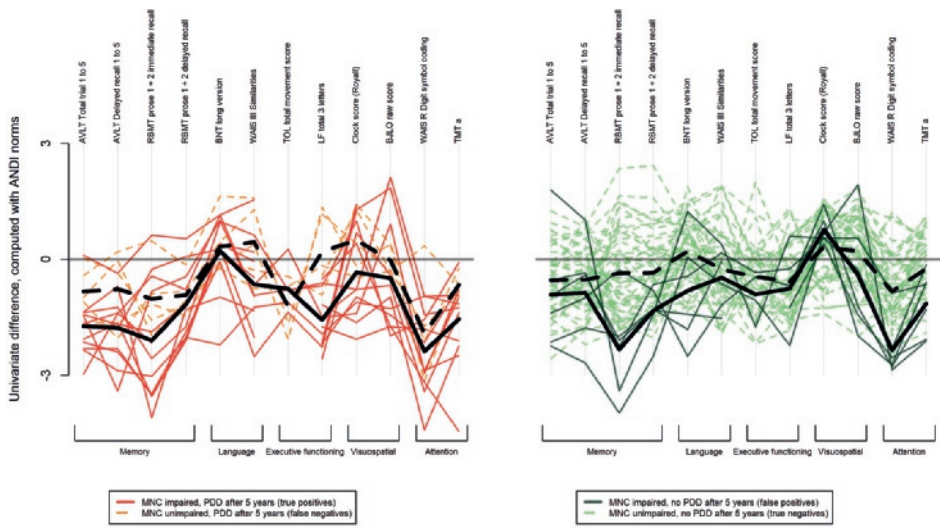 AVLT Total trial 1 to 5
AVLT Delayed recall 1 to 5
RBMT prose 1 + 2 immediate recall
RBMT prose 1 + 2 delayed recall
BNT long version
WAIS III Similarities
TOL total movement score
LF total 3 letters
Clock score (Royall)
BJLO raw score
WAIS R Digit symbol coding
TMT a
AVLT Total trial 1 to 5
AVLT Delayed recall 1 to 5
RBMT prose 1 + 2 immediate recall
RBMT prose 1 + 2 delayed recall
BNT long version
WAIS III Similarities
TOL total movement score
LF total 3 letters
Clock score (Royall)
BJLO raw score
WAIS R Digit symbol coding
TMT a
Univariate difference, computed with ANDI norms
3
0
-3
3
0
-3
Memory Language Executive functioning Visuospatial Attention
Memory Language Executive functioning Visuospatial Attention
MNC impaired, PDD after 5 years (true positives)
MNC unimpaired, PDD after 5 years (false negatives)
MNC impaired, no PDD after 5 years (false positives)
MNC unimpaired, no PDD after 5 years (true negatives)